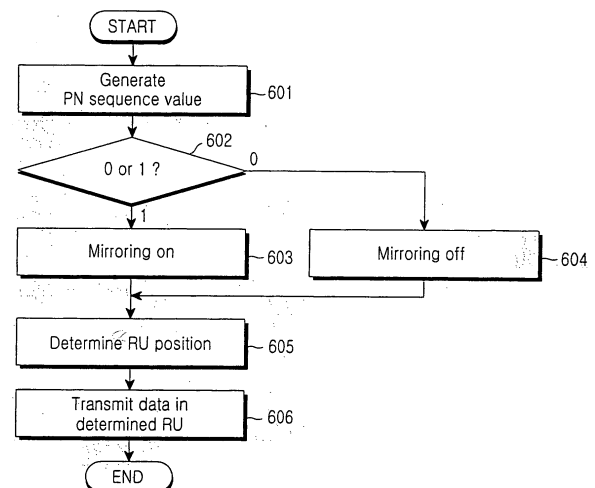 START
Generate
PN sequence value
601
602
0 or 1 ?
0
1
Mirroring on
603
Mirroring off
604
Determine RU position
605
Transmit data in
determined RU
606
END